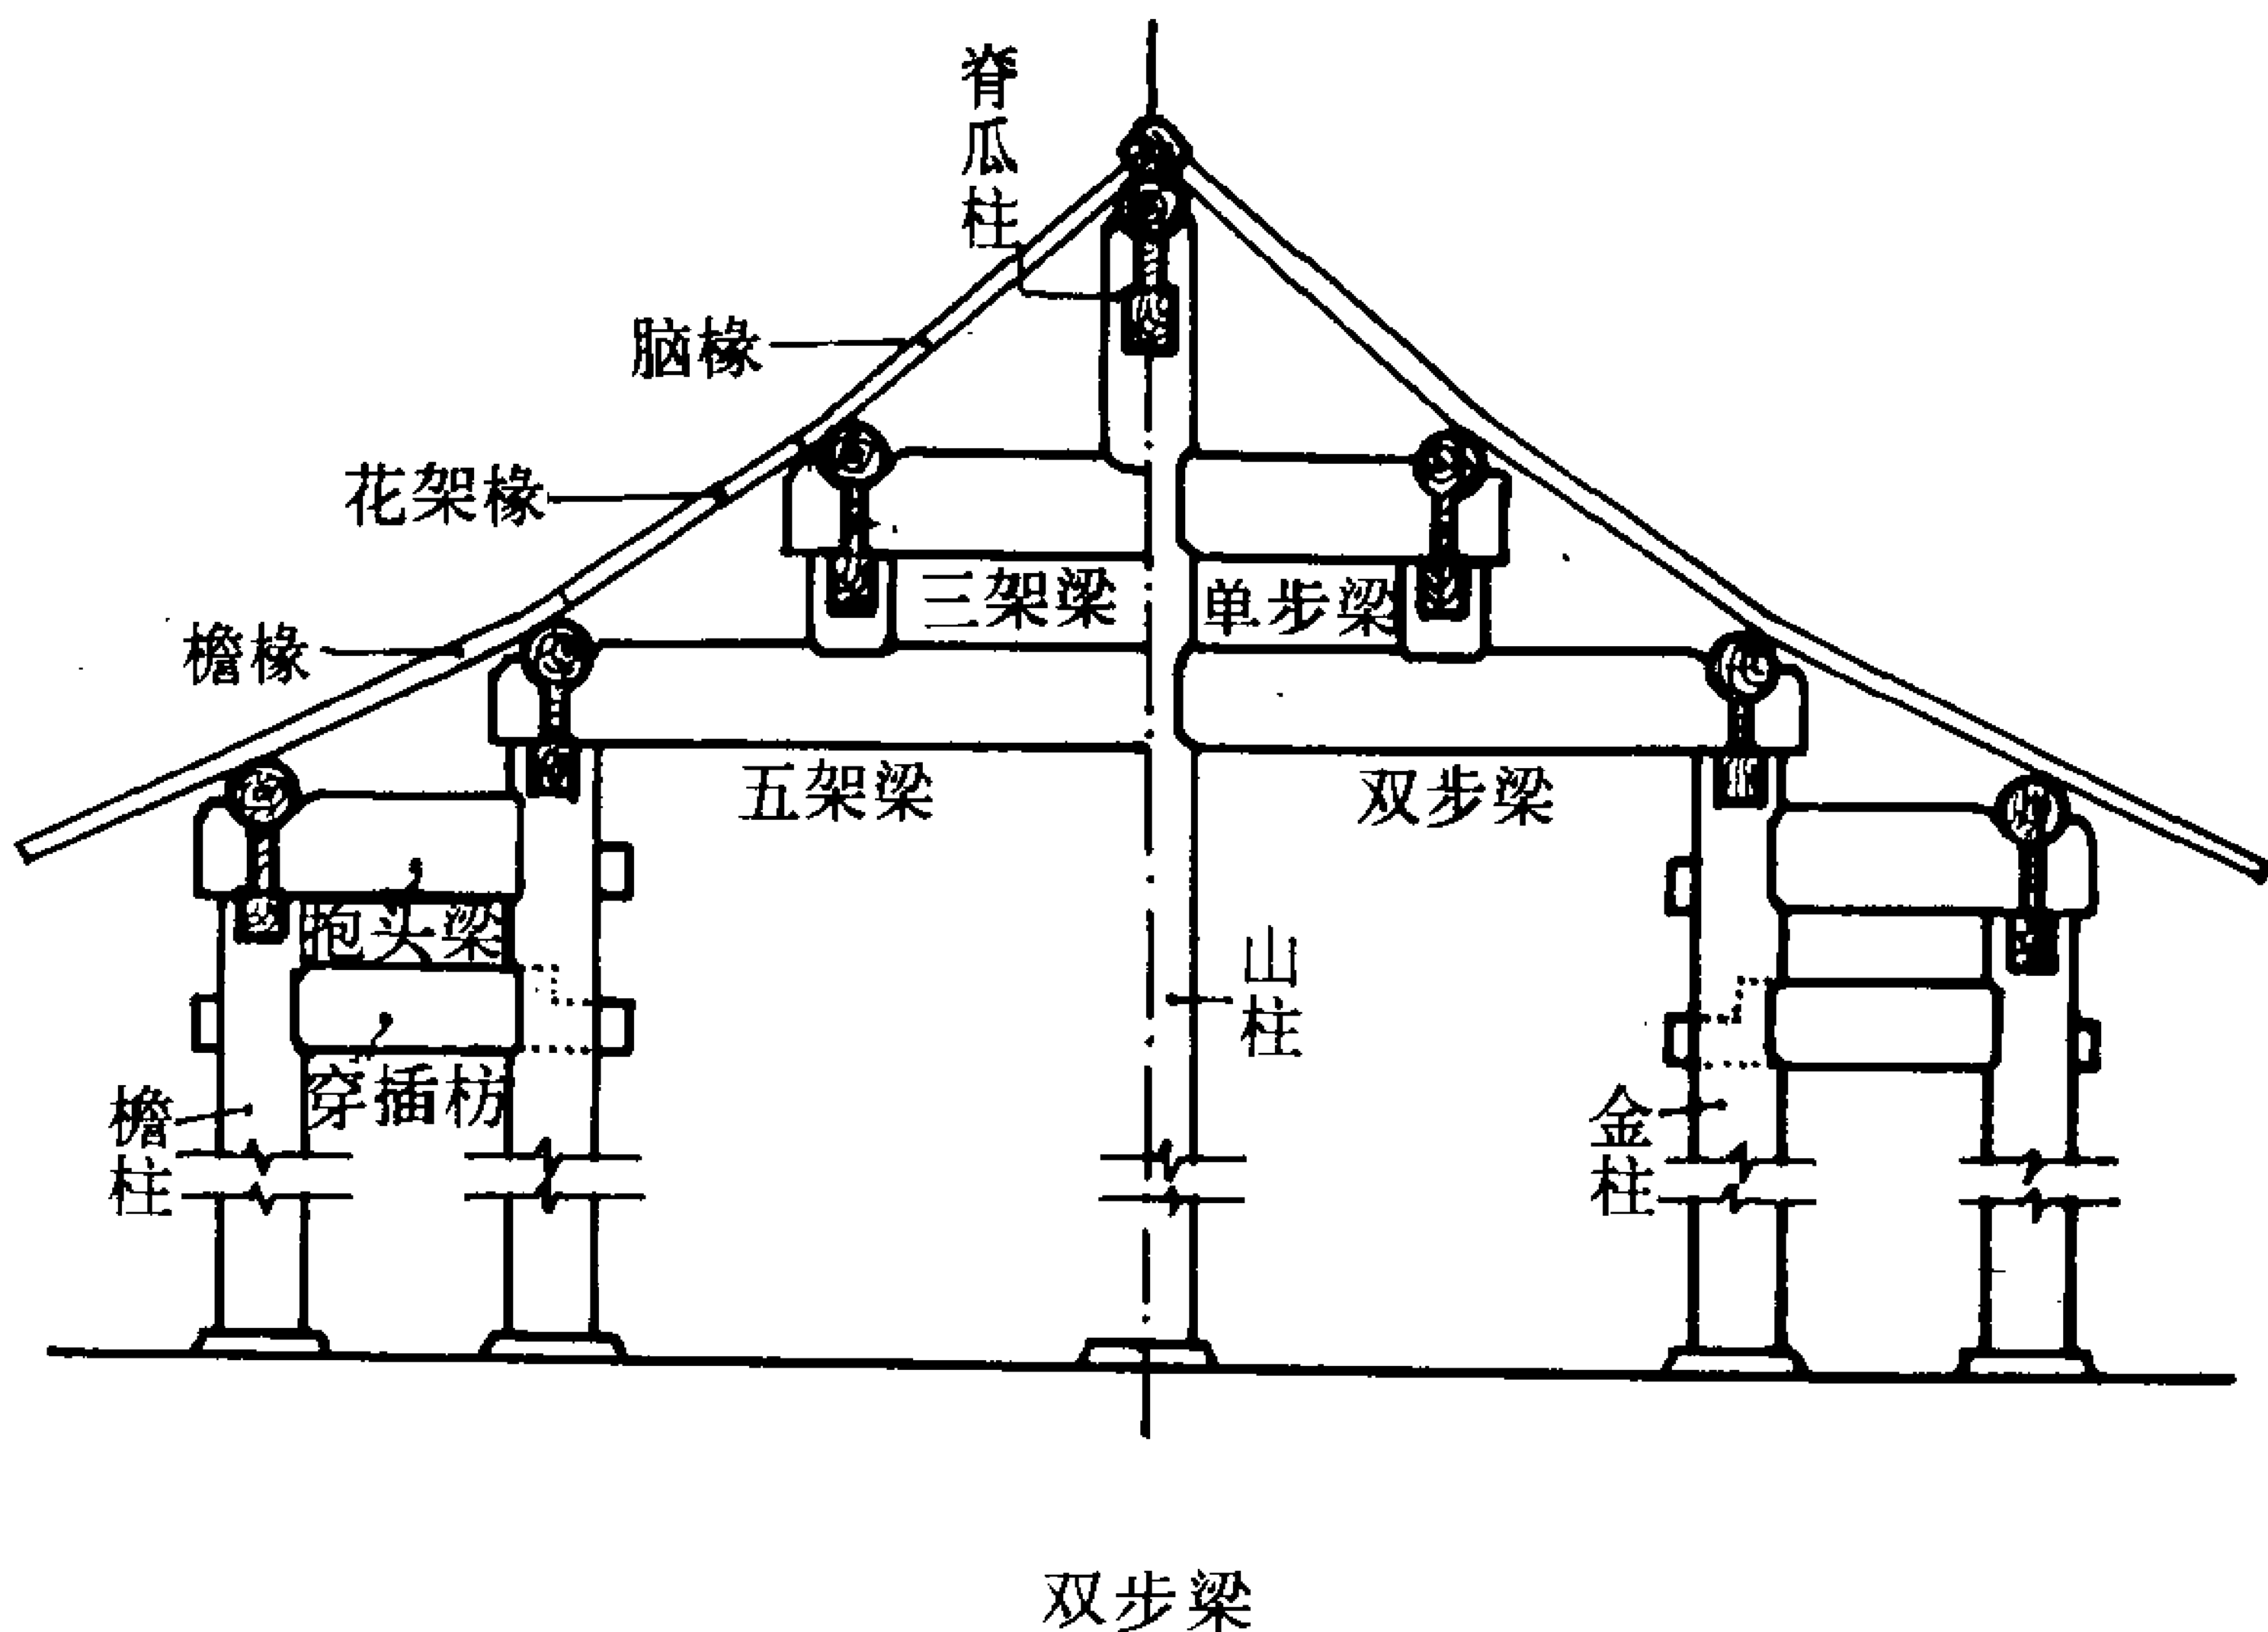 脊瓜柱
脑椽
花架椽
檐椽
三架梁
单步梁
五架梁
双步梁
抱头梁
穿插枋
山柱
檐柱
金柱
双步梁